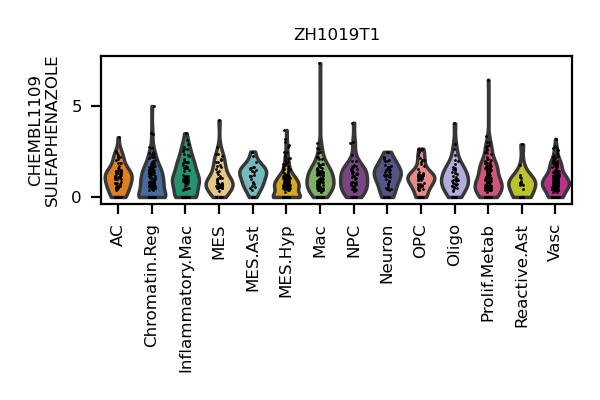 ZH1019T1
CHEMBL1109
SULFAPHENAZOLE
5
0
AC
Chromatin.Reg
Inflammatory.Mac
MES
MES.Ast
MES.Hyp
Mac
NPC
Neuron
OPC
Oligo
Prolif.Metab
Reactive.Ast
Vasc